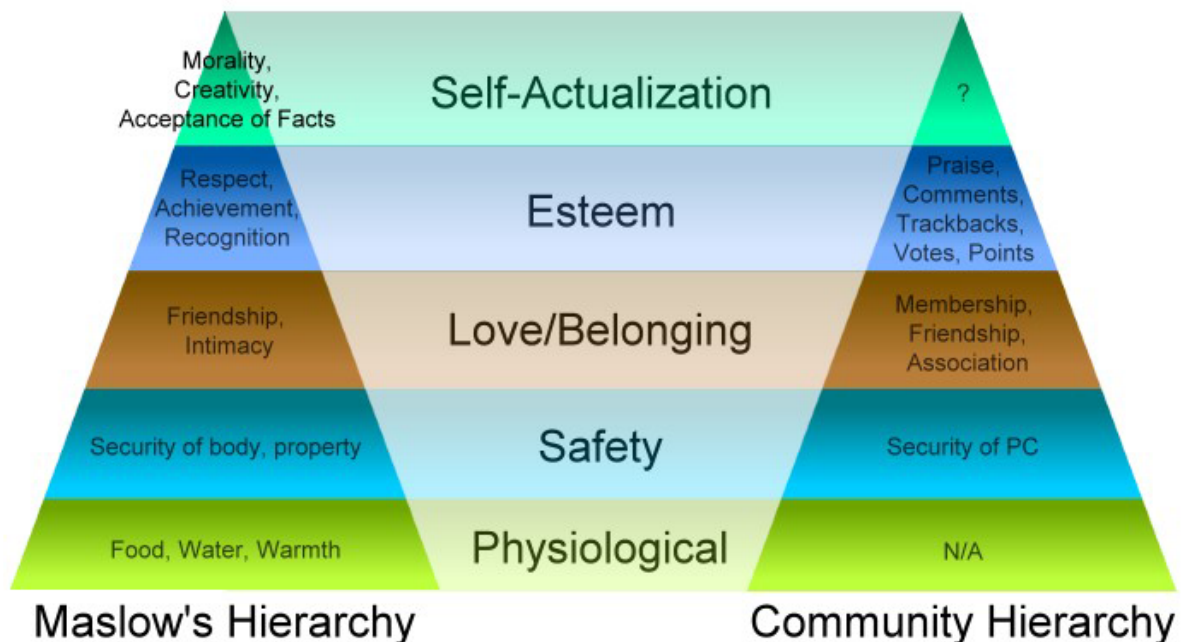 Morality,
Creativity,
Acceptance of Facts
Self-Actualization
?
Respect,
Achievement,
Recognition
Esteem
Praise,
Comments,
Trackbacks,
Votes, Points
Friendship,
Intimacy
Love/Belonging
Membership,
Friendship,
Association
Security of body, property
Safety
Security of PC
Food, Water, Warmth
Physiological
N/A
Maslow's Hierarchy
Community Hierarchy